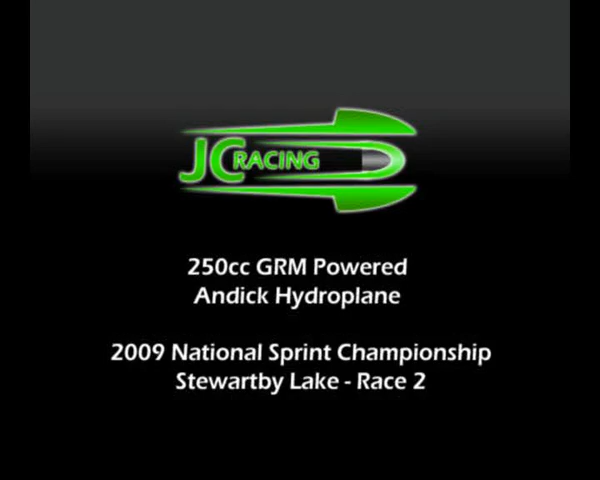 JC RACING
250cc GRM Powered
Andick Hydroplane
2009 National Sprint Championship
Stewartby Lake - Race 2